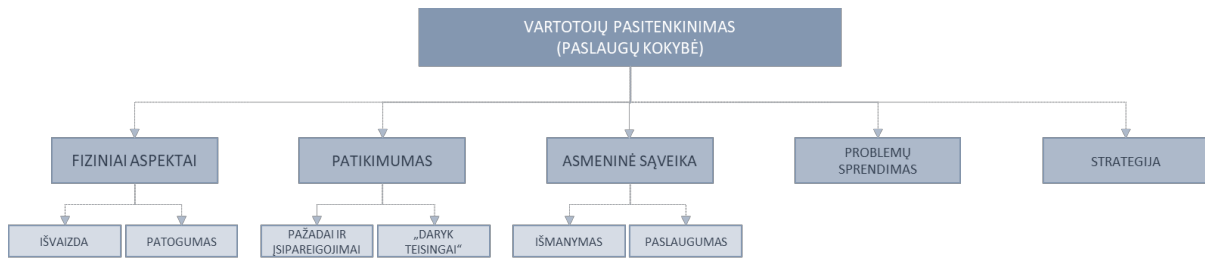 VARTOTOJŲ PASITENKINIMAS
(PASLAUGŲ KOKYBĖ)
FIZINIAI ASPEKTAI
PATIKIMUMAS
ASMENINĖ SĄVEIKA
PROBLEMŲ
SPRENDIMAS
STRATEGIJA
IŠVAIZDA
PATOGUMAS
PAŽADAI IR
ĮSIPAREIGOJIMAI
„DARYK
TEISINGAI“
IŠMANYMAS
PASLAUGUMAS